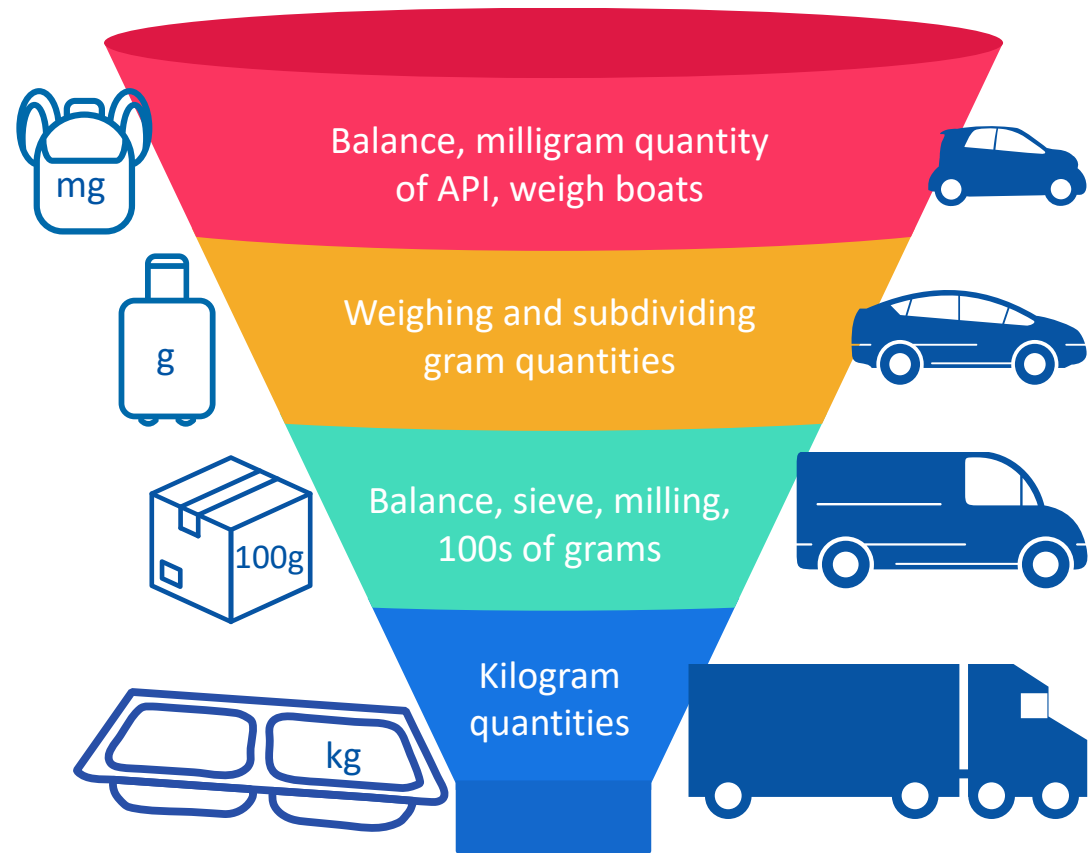 Balance, milligram quantity
of API, weigh boats
mg
Weighing and subdividing
gram quantities
g
Balance, sieve, milling,
100s of grams
100g
Kilogram
quantities
kg